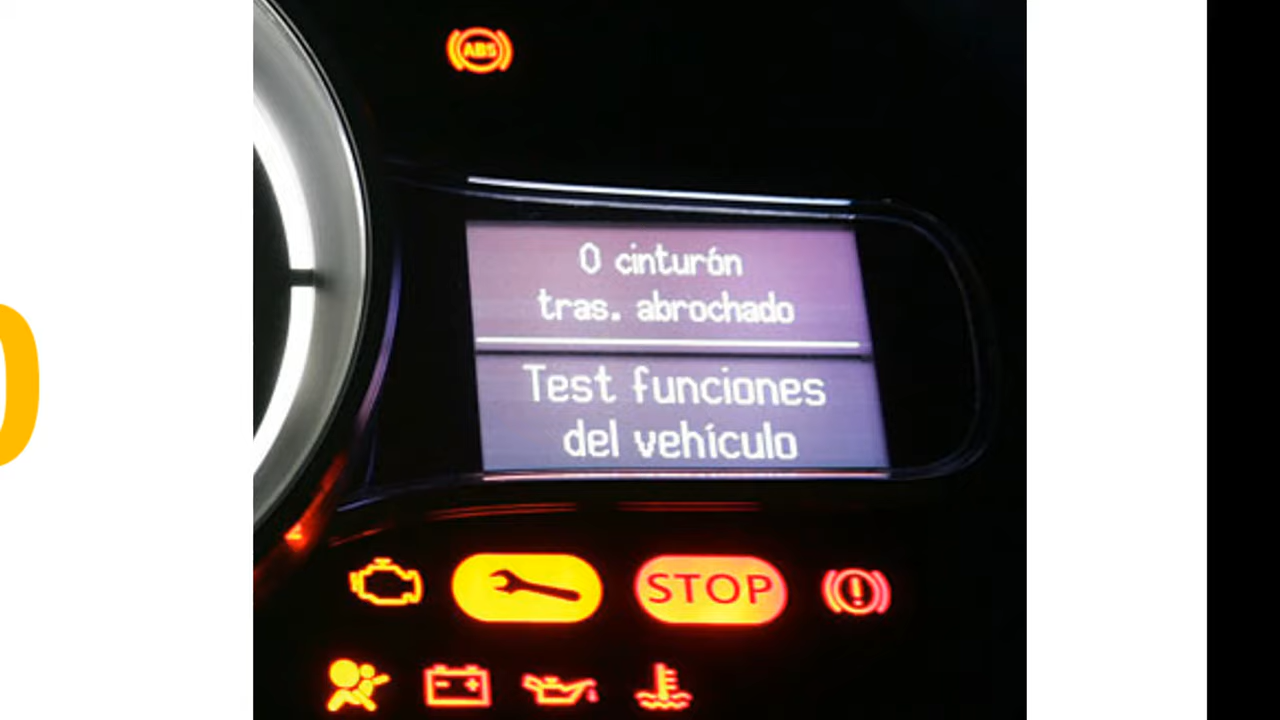 ABS
0 cinturón
tras. abrochado
Test funciones
del vehículo
STOP